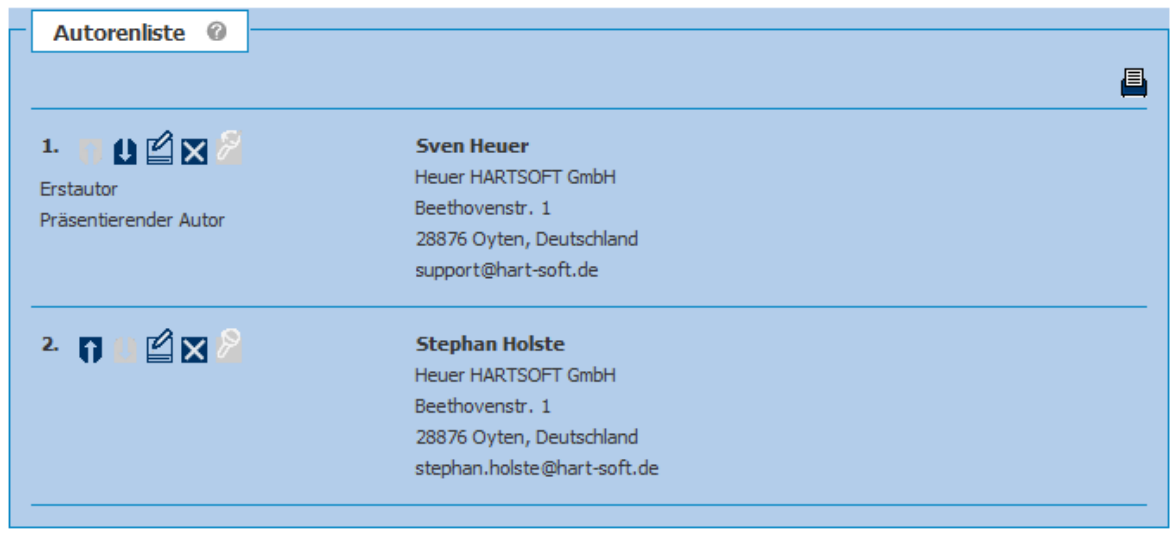 Autorenliste ?
1.
Erstautor
Präsentierender Autor
Sven Heuer
Heuer HARTSOFT GmbH
Beethovenstr. 1
28876 Oyten, Deutschland
support@hart-soft.de
2.
Stephan Holste
Heuer HARTSOFT GmbH
Beethovenstr. 1
28876 Oyten, Deutschland
stephan.holste@hart-soft.de